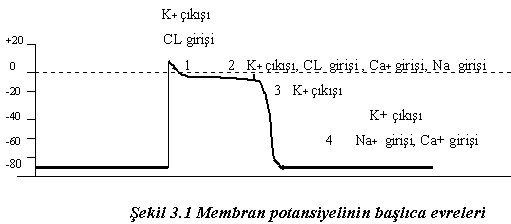 K+ çıkışı
CL girişi
+20
0
1
2 K+ çıkışı, CL girişi , Ca+ girişi, Na girişi
-20
3 K+ çıkışı
-40
K+ çıkışı
-60
4 Na+ girişi, Ca+ girişi
-80
Şekil 3.1 Membran potansiyelinin başlıca evreleri